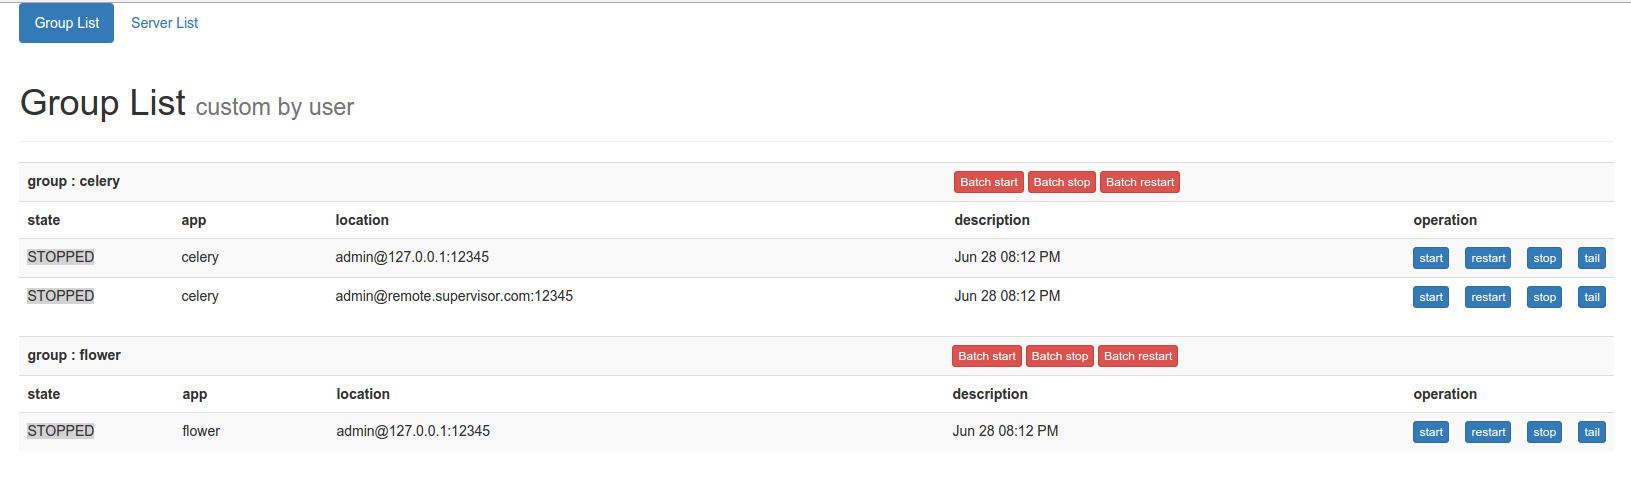 Group List Server List
Group List custom by user
group : celery Batch start Batch stop Batch restart
state app location description operation
STOPPED celery admin@127.0.0.1:12345 Jun 28 08:12 PM start restart stop tail
STOPPED celery admin@remote.supervisor.com:12345 Jun 28 08:12 PM start restart stop tail
group : flower Batch start Batch stop Batch restart
state app location description operation
STOPPED flower admin@127.0.0.1:12345 Jun 28 08:12 PM start restart stop tail